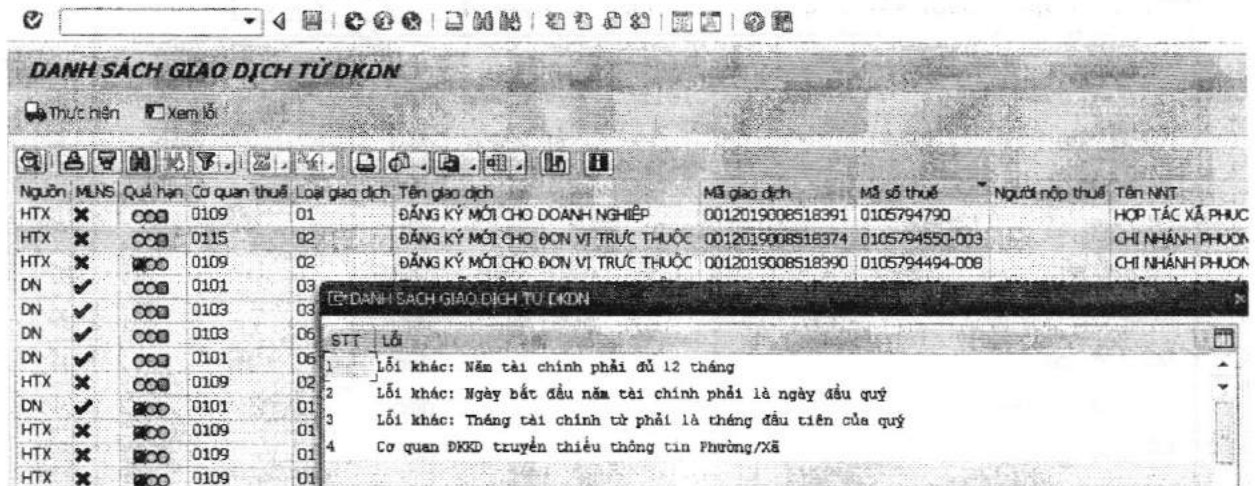 DANH SÁCH GIAO DỊCH TỪ DKDN
Thực hiện Xem lỗi
Nguồn MLNS Quá hạn Cơ quan thuế Loại giao dịch Tên giao dịch Mã giao dịch Mã số thuế Người nộp thuế Tên NNT
HTX 0109 01 ĐĂNG KÝ MỚI CHO DOANH NGHIỆP 0012019008518391 0105794790 HỢP TÁC XÃ PHUC
HTX 0115 02 ĐĂNG KÝ MỚI CHO ĐƠN VỊ TRỰC THUỘC 0012019008518374 0105794550-003 CHI NHÁNH PHUON
HTX 0109 02 ĐĂNG KÝ MỚI CHO ĐƠN VỊ TRỰC THUỘC 0012019008518390 0105794494-008 CHI NHÁNH PHUON
DN 0101 03
DN 0103 03
DN 0103 06
DN 0101 06
HTX 0109 02
DN 0101 01
HTX 0109 01
HTX 0109 01
HTX 0109 01
DANH SACH GIAO DICH TU DKDN
STT Lỗi
1 Lỗi khác: Năm tài chính phải đủ 12 tháng
2 Lỗi khác: Ngày bắt đầu năm tài chính phải là ngày đầu quý
3 Lỗi khác: Tháng tài chính từ phải là tháng đầu tiên của quý
4 Cơ quan ĐKKD truyền thiếu thông tin Phường/Xã